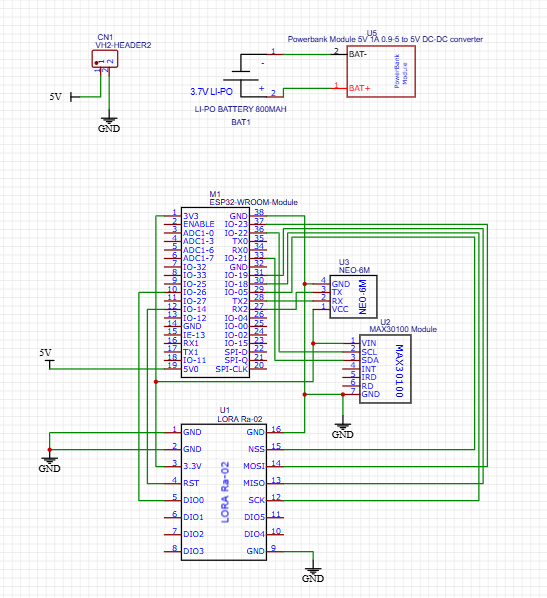 CN1
VH2-HEADER2
1 2
1 2
5V
GND
U5
Powerbank Module 5V 1A 0.9-5 to 5V DC-DC converter
1
-
2 BAT-
PowerBank
Module
1 BAT+
3.7V LI-PO
+
2
LI-PO BATTERY 800MAH
BAT1
M1
ESP32-WROOM-Module
1 3V3 GND 38
2 ENABLE IO-23 37
3 ADC1-0 IO-22 36
4 ADC1-3 TX0 35
5 ADC1-6 RX0 34
6 ADC1-7 IO-21 33
7 IO-32 GND 32
8 IO-33 IO-19 31
9 IO-25 IO-18 30
10 IO-26 IO-05 29
11 IO-27 TX2 28
12 IO-14 RX2 27
13 IO-12 IO-04 26
14 GND IO-00 25
15 IE-13 IO-02 24
16 RX1 IO-15 23
17 TX1 SPI-D 22
18 IO-11 SPI-Q 21
19 5V0 SPI-CLK 20
5V
U3
NEO-6M
4 GND
3 TX
2 RX
1 VCC
NEO-6M
U2
MAX30100 Module
1 VIN
2 SCL
3 SDA
4 INT
5 IRD
6 RD
7 GND
MAX30100
GND
U1
LORA Ra-02
1 GND GND 16
2 GND NSS 15
3 3.3V MOSI 14
4 RST MISO 13
5 DIO0 SCK 12
6 DIO1 DIO5 11
7 DIO2 DIO4 10
8 DIO3 GND 9
LORA Ra-02
GND
GND